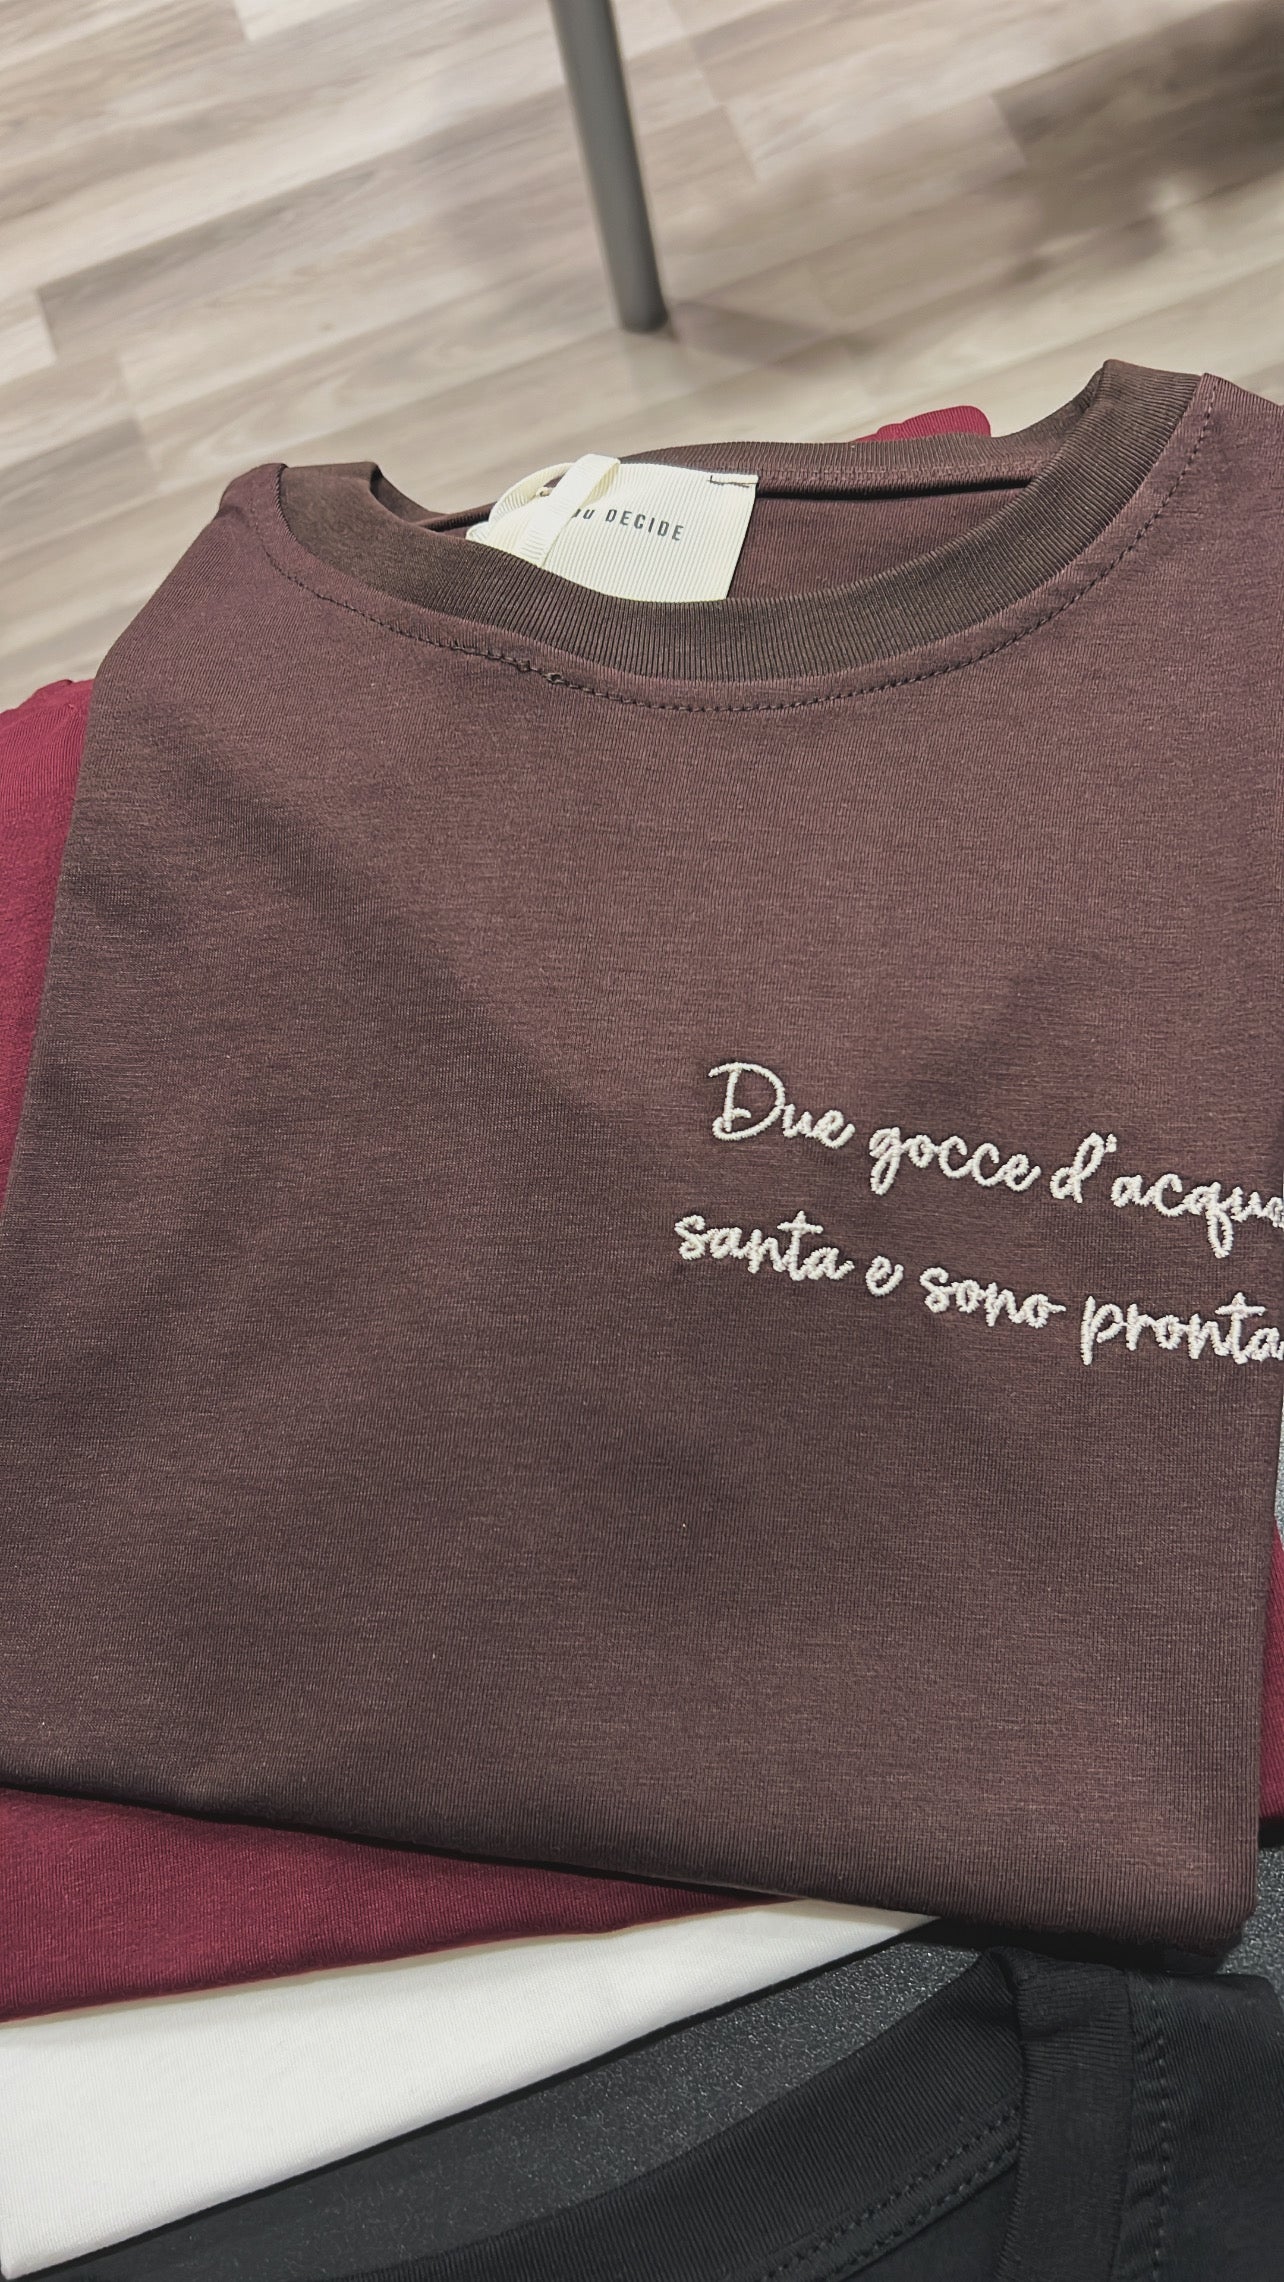 DECIDE
Due gocce d'acqua
santa e sono pronta